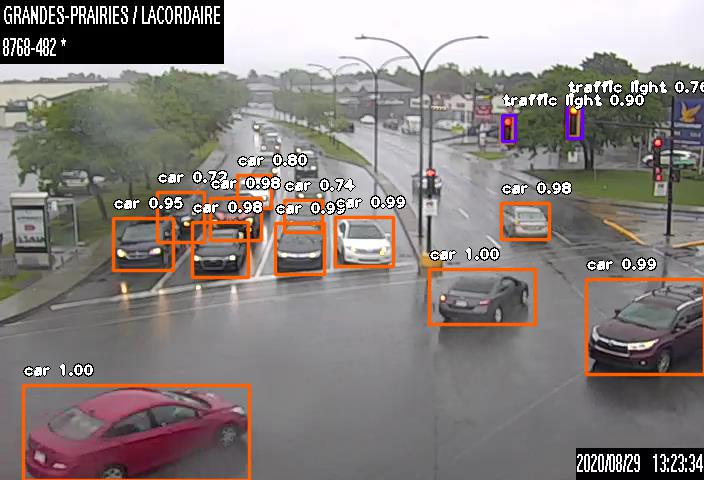 GRANDES-PRAIRIES / LACORDAIRE
8768-482 *
traffic light 0.76
traffic light 0.90
car 0.80
car 0.72
car 0.98
car 0.74
car 0.95
car 0.98
car 0.99
car 0.99
car 0.98
car 1.00
car 0.99
car 1.00
2020/08/29 13:23:34